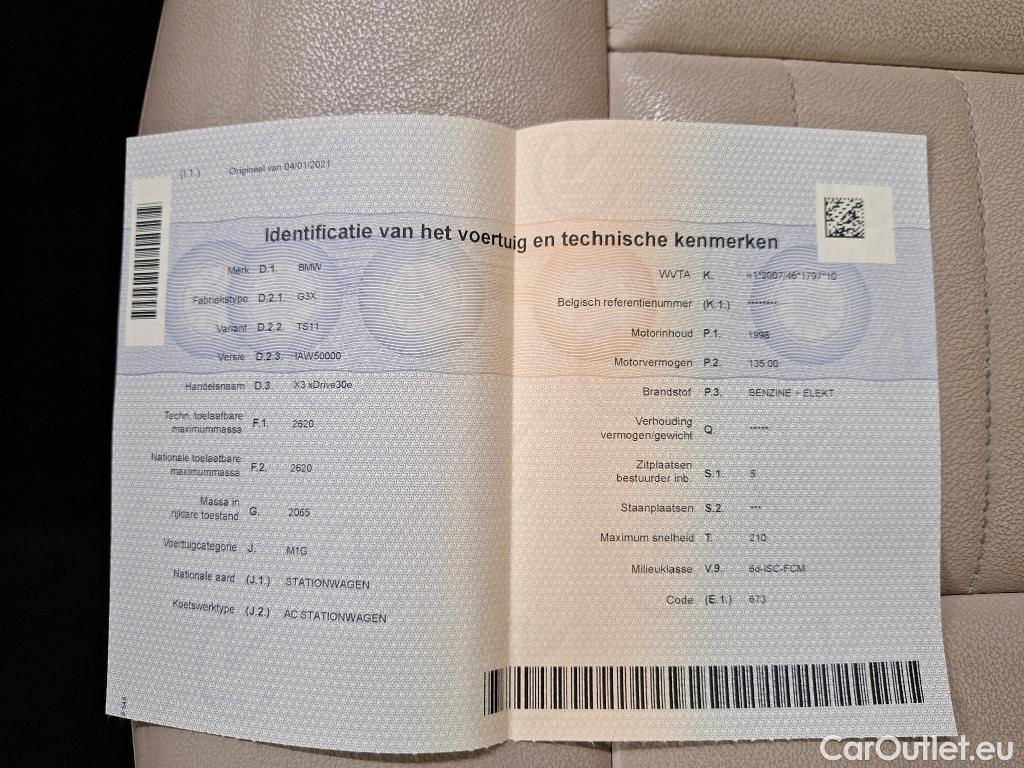 (I.1.) Origineel van 04/01/2021
Identificatie van het voertuig en technische kenmerken
Merk D.1. BMW
Fabriekstype D.2.1. G3X
Variant D.2.2. TS11
Versie D.2.3. IAW50000
Handelsnaam D.3. X3 xDrive30e
Techn. toelaatbare
maximummassa F.1. 2620
Nationale toelaatbare
maximummassa F.2. 2620
Massa in
rijklare toestand G. 2065
Voertuigcategorie J. M1G
Nationale aard (J.1.) STATIONWAGEN
Koetswerktype (J.2.) AC STATIONWAGEN
WVTA K. e1*2007/46*1797*10
Belgisch referentienummer (K.1.) ********
Motorinhoud P.1. 1998
Motorvermogen P.2. 135.00
Brandstof P.3. BENZINE + ELEKT
Verhouding
vermogen/gewicht Q. *****
Zitplaatsen
bestuurder inb. S.1. 5
Staanplaatsen S.2. ***
Maximum snelheid T. 210
Milieuklasse V.9. 6d-ISC-FCM
Code (E.1.) 673
CarOutlet.eu